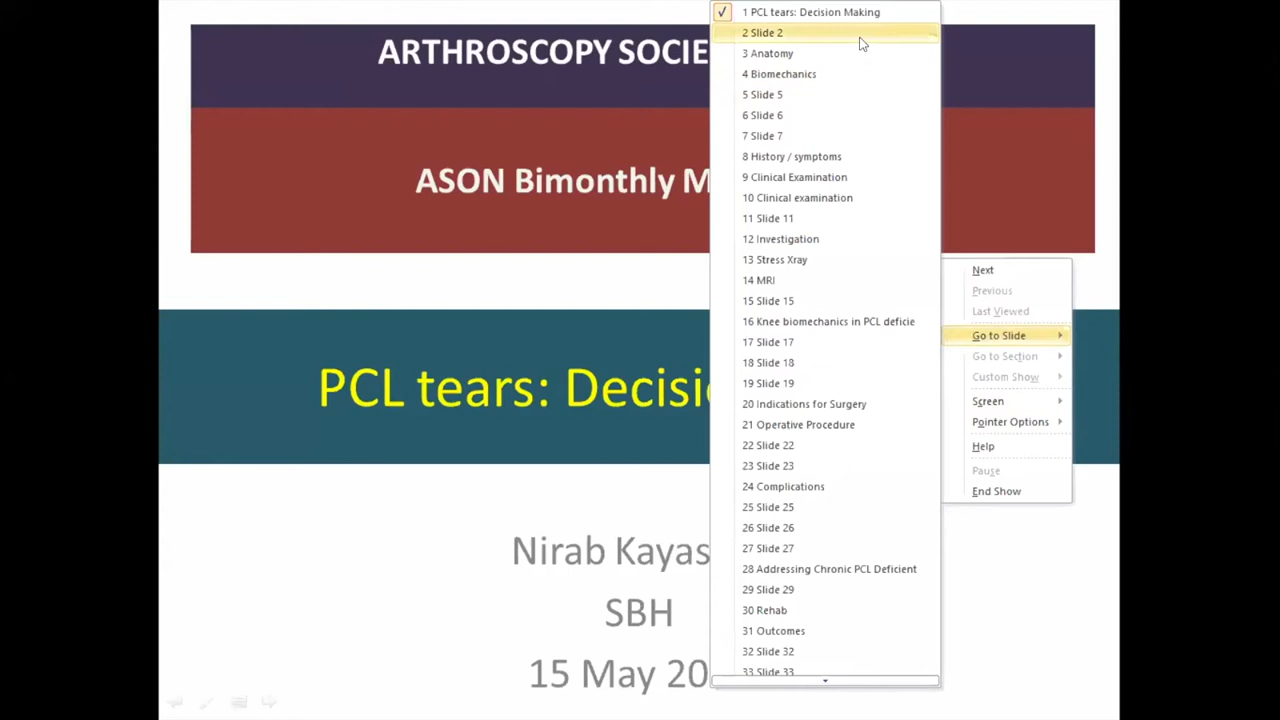 ARTHROSCOPY SOCIE
ASON Bimonthly M
PCL tears: Decisi
Nirab Kayas
SBH
15 May 20
1 PCL tears: Decision Making
2 Slide 2
3 Anatomy
4 Biomechanics
5 Slide 5
6 Slide 6
7 Slide 7
8 History / symptoms
9 Clinical Examination
10 Clinical examination
11 Slide 11
12 Investigation
13 Stress Xray
14 MRI
15 Slide 15
16 Knee biomechanics in PCL deficie
17 Slide 17
18 Slide 18
19 Slide 19
20 Indications for Surgery
21 Operative Procedure
22 Slide 22
23 Slide 23
24 Complications
25 Slide 25
26 Slide 26
27 Slide 27
28 Addressing Chronic PCL Deficient
29 Slide 29
30 Rehab
31 Outcomes
32 Slide 32
33 Slide 33
Next
Previous
Last Viewed
Go to Slide
Go to Section
Custom Show
Screen
Pointer Options
Help
Pause
End Show